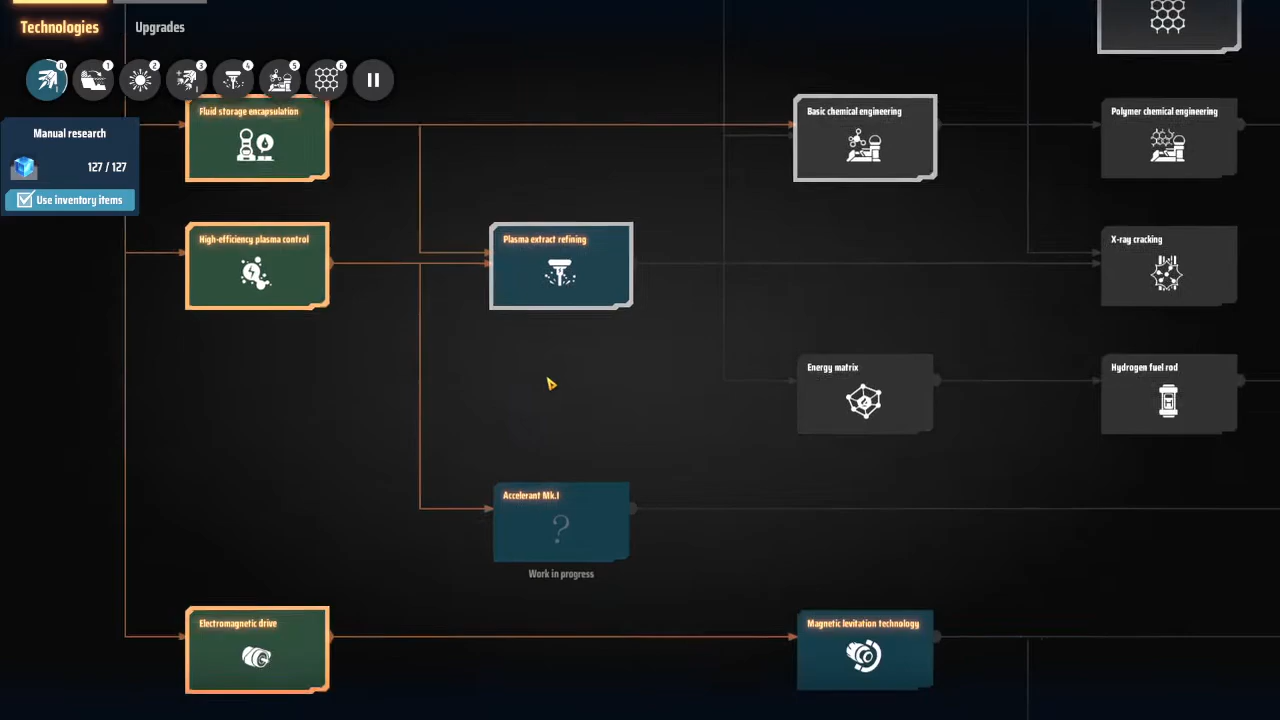 Technologies
Upgrades
0
1
2
3
4
5
6
Manual research
127 / 127
Use inventory items
Fluid storage encapsulation
Basic chemical engineering
Polymer chemical engineering
High-efficiency plasma control
Plasma extract refining
X-ray cracking
Energy matrix
Hydrogen fuel rod
Accelerant Mk.I
?
Work in progress
Electromagnetic drive
Magnetic levitation technology